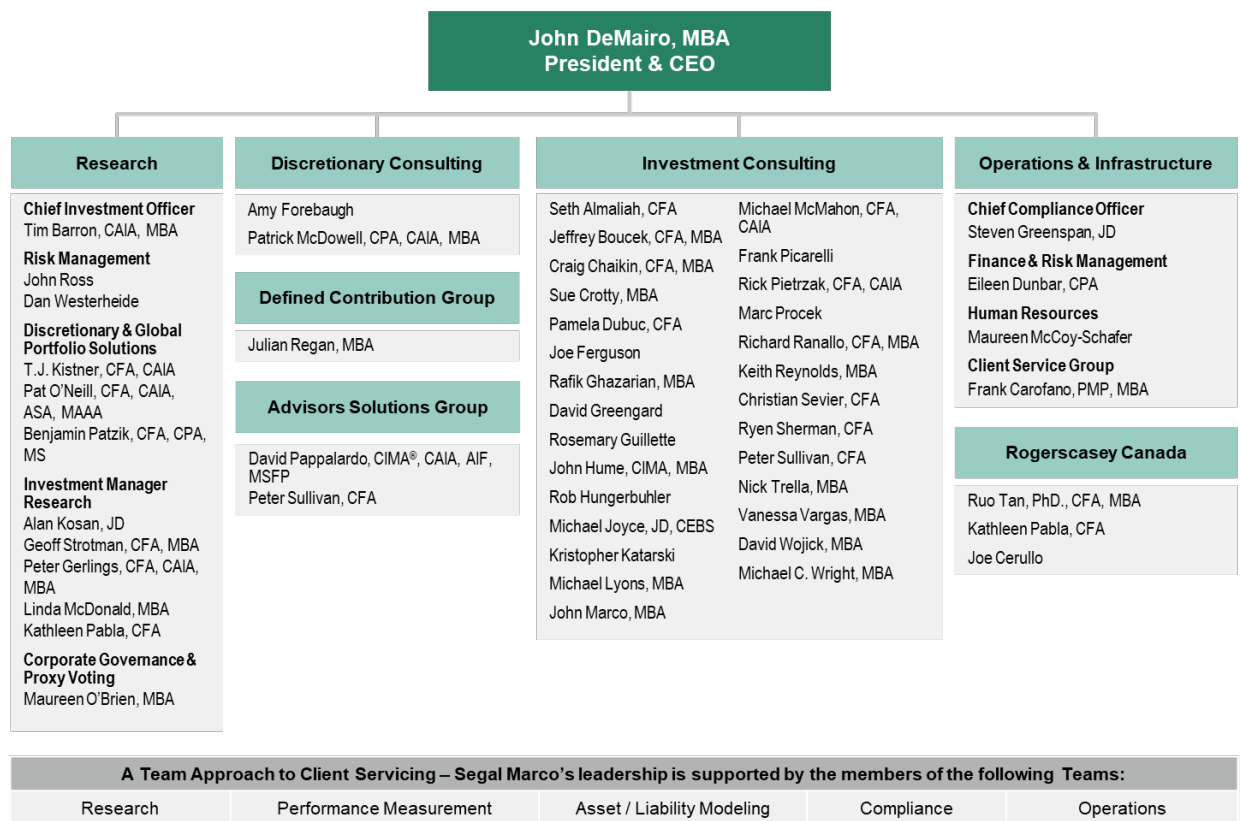 John DeMairo, MBA
President & CEO
Research
Chief Investment Officer
Tim Barron, CAIA, MBA
Risk Management
John Ross
Dan Westerheide
Discretionary & Global
Portfolio Solutions
T.J. Kistner, CFA, CAIA
Pat O’Neill, CFA, CAIA,
ASA, MAAA
Benjamin Patzik, CFA, CPA,
MS
Investment Manager
Research
Alan Kosan, JD
Geoff Strotman, CFA, MBA
Peter Gerlings, CFA, CAIA,
MBA
Linda McDonald, MBA
Kathleen Pabla, CFA
Corporate Governance &
Proxy Voting
Maureen O’Brien, MBA
Discretionary Consulting
Amy Forebaugh
Patrick McDowell, CPA, CAIA, MBA
Defined Contribution Group
Julian Regan, MBA
Advisors Solutions Group
David Pappalardo, CIMA®, CAIA, AIF,
MSFP
Peter Sullivan, CFA
Investment Consulting
Seth Almaliah, CFA
Jeffrey Boucek, CFA, MBA
Craig Chaikin, CFA, MBA
Sue Crotty, MBA
Pamela Dubuc, CFA
Joe Ferguson
Rafik Ghazarian, MBA
David Greengard
Rosemary Guillette
John Hume, CIMA, MBA
Rob Hungerbuhler
Michael Joyce, JD, CEBS
Kristopher Katarski
Michael Lyons, MBA
John Marco, MBA
Michael McMahon, CFA,
CAIA
Frank Picarelli
Rick Pietrzak, CFA, CAIA
Marc Procek
Richard Ranallo, CFA, MBA
Keith Reynolds, MBA
Christian Sevier, CFA
Ryen Sherman, CFA
Peter Sullivan, CFA
Nick Trella, MBA
Vanessa Vargas, MBA
David Wojick, MBA
Michael C. Wright, MBA
Operations & Infrastructure
Chief Compliance Officer
Steven Greenspan, JD
Finance & Risk Management
Eileen Dunbar, CPA
Human Resources
Maureen McCoy-Schafer
Client Service Group
Frank Carofano, PMP, MBA
Rogerscasey Canada
Ruo Tan, PhD., CFA, MBA
Kathleen Pabla, CFA
Joe Cerullo
A Team Approach to Client Servicing – Segal Marco’s leadership is supported by the members of the following Teams:
Research
Performance Measurement
Asset / Liability Modeling
Compliance
Operations